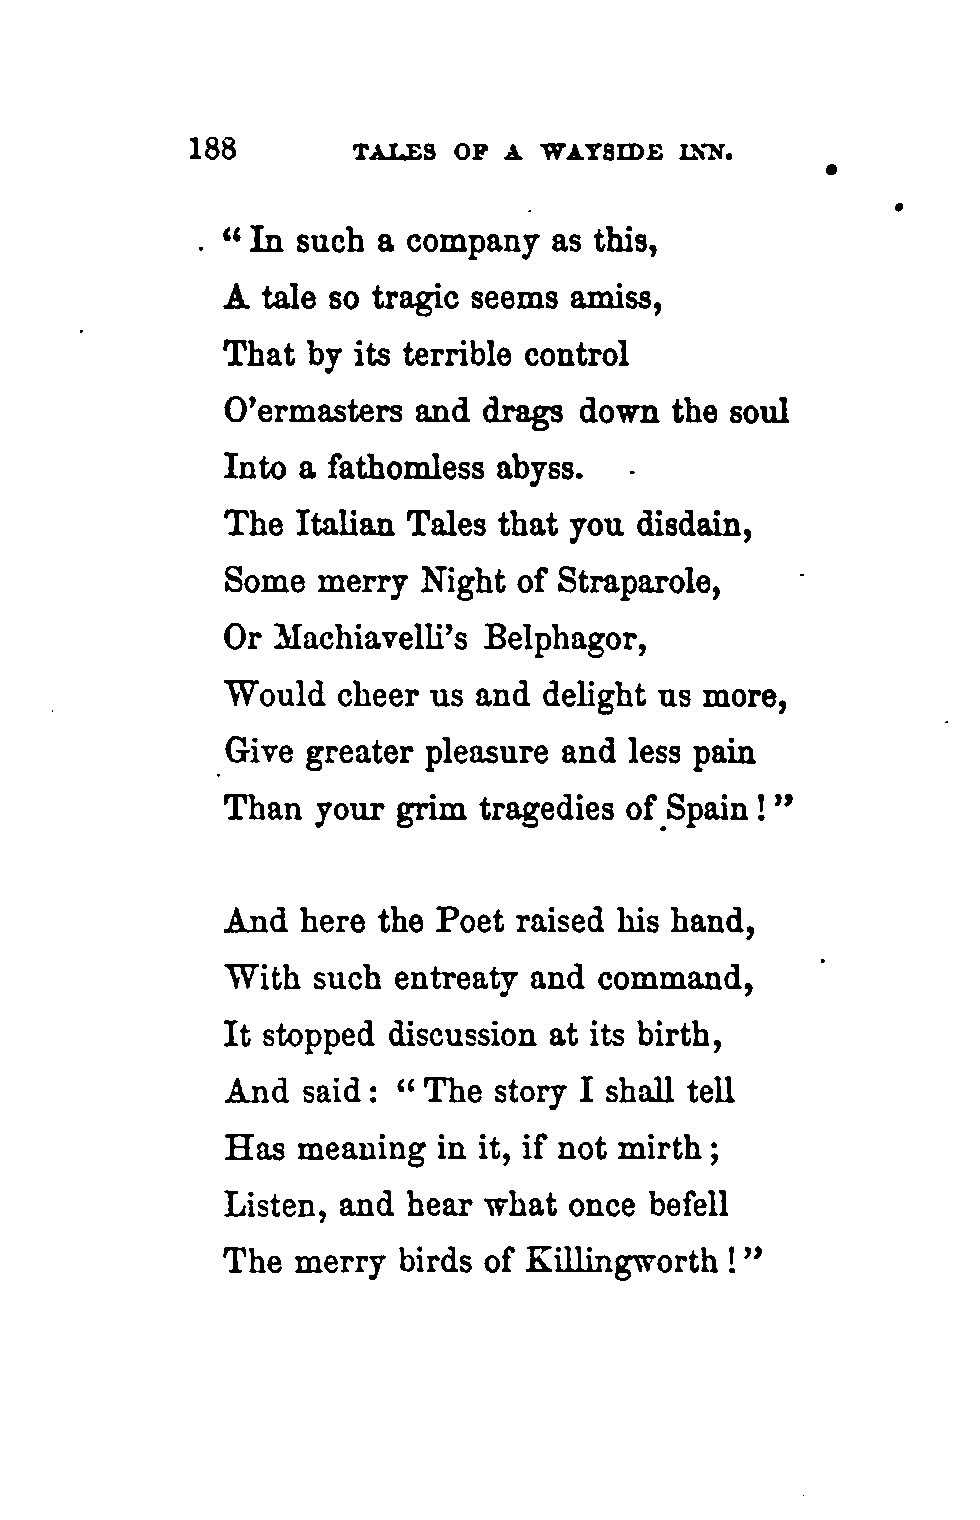 188 TALES OF A WAYSIDE INN.
“ In such a company as this,
A tale so tragic seems amiss,
That by its terrible control
O’ermasters and drags down the soul
Into a fathomless abyss.
The Italian Tales that you disdain,
Some merry Night of Straparole,
Or Machiavelli’s Belphagor,
Would cheer us and delight us more,
Give greater pleasure and less pain
Than your grim tragedies of Spain ! ”
And here the Poet raised his hand,
With such entreaty and command,
It stopped discussion at its birth,
And said : “ The story I shall tell
Has meaning in it, if not mirth ;
Listen, and hear what once befell
The merry birds of Killingworth ! ”